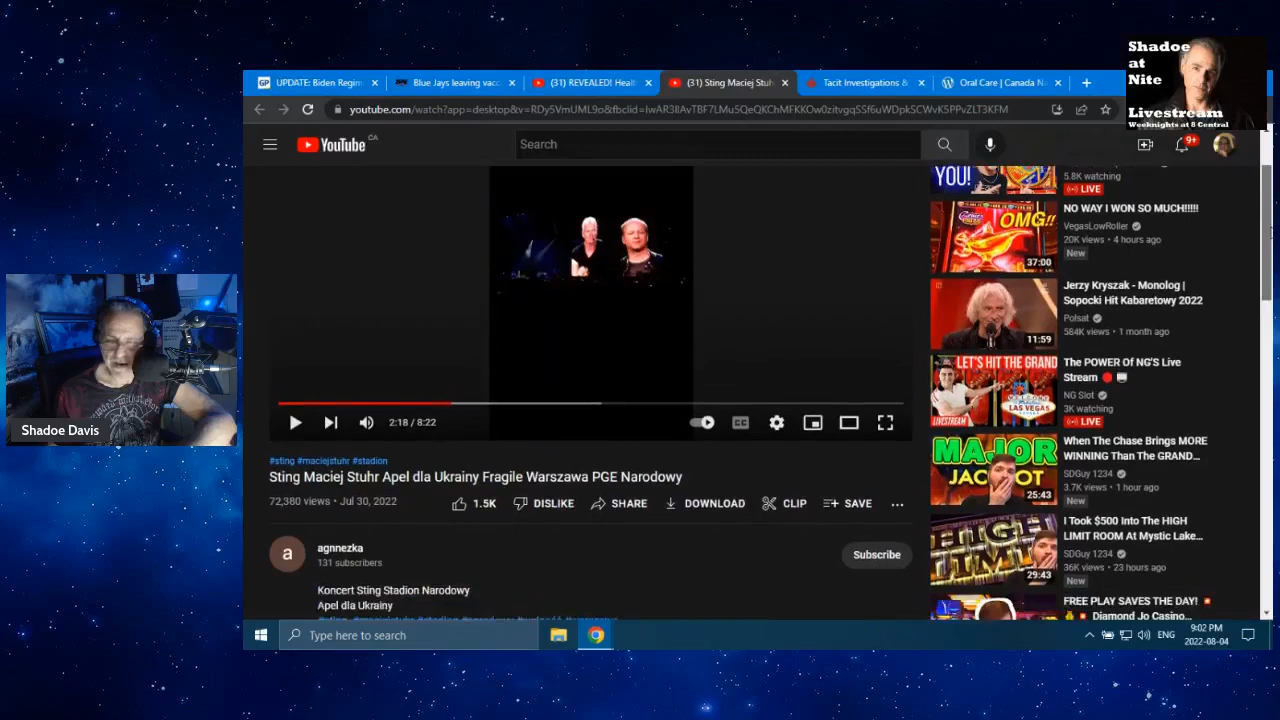 Shadoe
at
Nite
Livestream
Weeknights at 8 Central
GP UPDATE: Biden Regim
Blue Jays leaving vacc
(31) REVEALED! Healt
(31) Sting Maciej Stuh
Tacit Investigations &
Oral Care | Canada Na
YouTube CA
Search
9+
2:18 / 8:22
#sting #maciejstuhr #stadion
Sting Maciej Stuhr Apel dla Ukrainy Fragile Warszawa PGE Narodowy
72,380 views • Jul 30, 2022
1.5K
DISLIKE
SHARE
DOWNLOAD
CLIP
SAVE
a
agnnezka
131 subscribers
Subscribe
Koncert Sting Stadion Narodowy
Apel dla Ukrainy
YOU!
5.8K watching
LIVE
OMG!!
37:00
NO WAY I WON SO MUCH!!!!!
VegasLowRoller
20K views • 4 hours ago
New
11:59
Jerzy Kryszak - Monolog |
Sopocki Hit Kabaretowy 2022
Polsat
584K views • 1 month ago
LET'S HIT THE GRAND
LAS VEGAS
LIVESTREAM
The POWER Of NG'S Live
Stream
NG Slot
3K watching
LIVE
MAJOR
JACKPOT
25:43
When The Chase Brings MORE
WINNING Than The GRAND...
SDGuy 1234
3.7K views • 1 hour ago
New
HIGH
LIMIT
29:43
I Took $500 Into The HIGH
LIMIT ROOM At Mystic Lake...
SDGuy 1234
36K views • 23 hours ago
New
FREE PLAY SAVES THE DAY!
Diamond Jo Casino...
Shadoe Davis
Type here to search
ENG
9:02 PM
2022-08-04